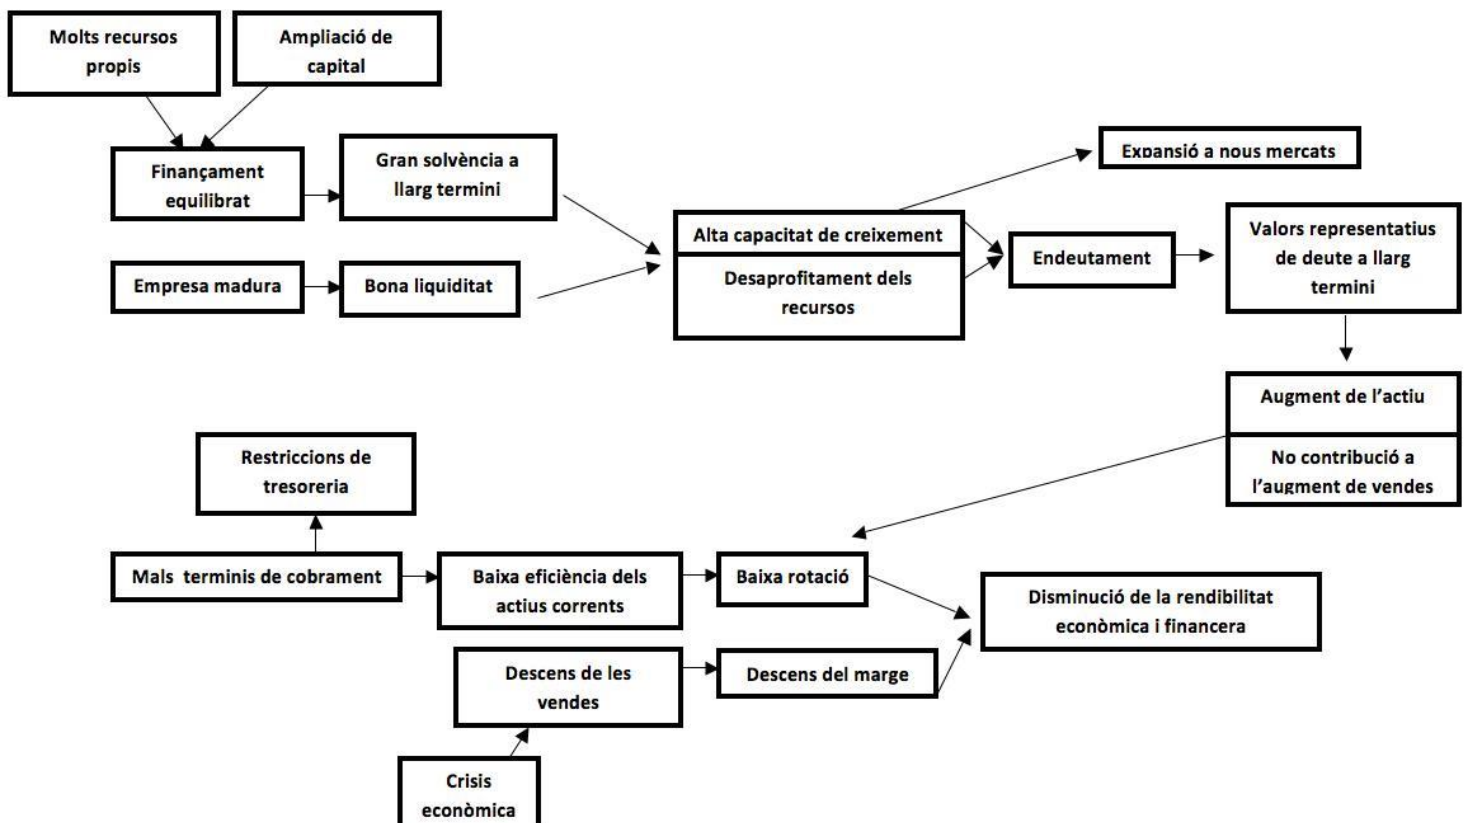 Molts recursos
propis
Ampliació de
capital
Finançament
equilibrat
Gran solvència a
llarg termini
Expansió a nous mercats
Alta capacitat de creixement
Desaprofitament dels
recursos
Endeutament
Valors representatius
de deute a llarg
termini
Empresa madura
Bona liquiditat
Augment de l'actiu
No contribució a
l'augment de vendes
Restriccions de
tresoreria
Mals terminis de cobrament
Baixa eficiència dels
actius corrents
Baixa rotació
Disminució de la rendibilitat
econòmica i financera
Descens de les
vendes
Descens del marge
Crisis
econòmica